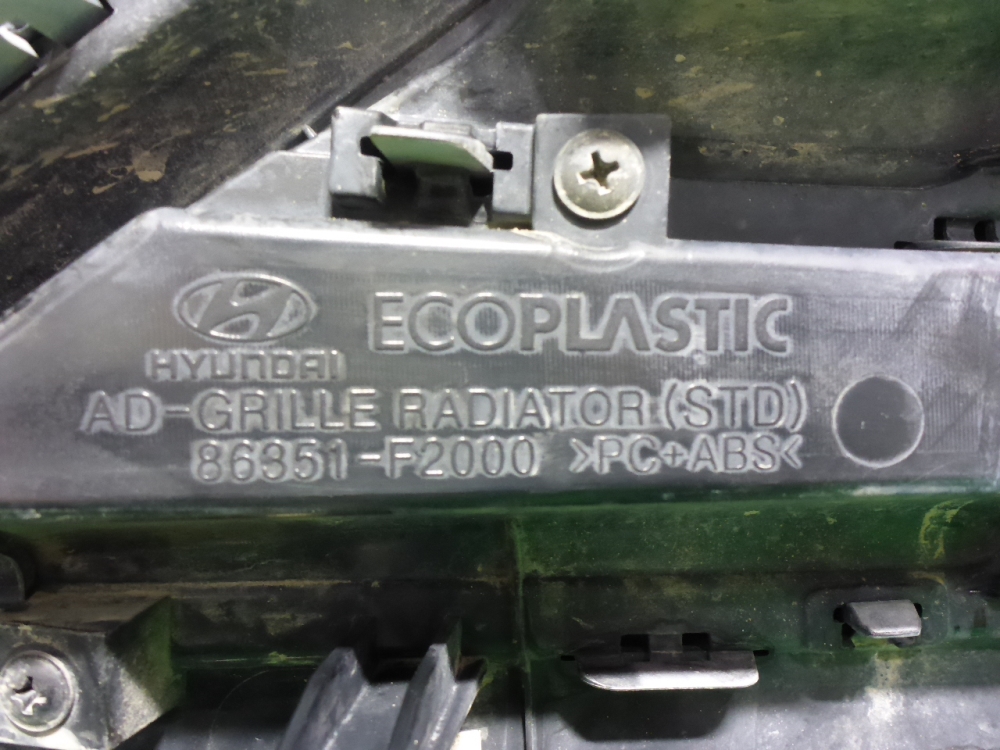 ECOPLASTIC
HYUNDAI
AD-GRILLE RADIATOR (STD)
86351-F2000 >PC+ABS<